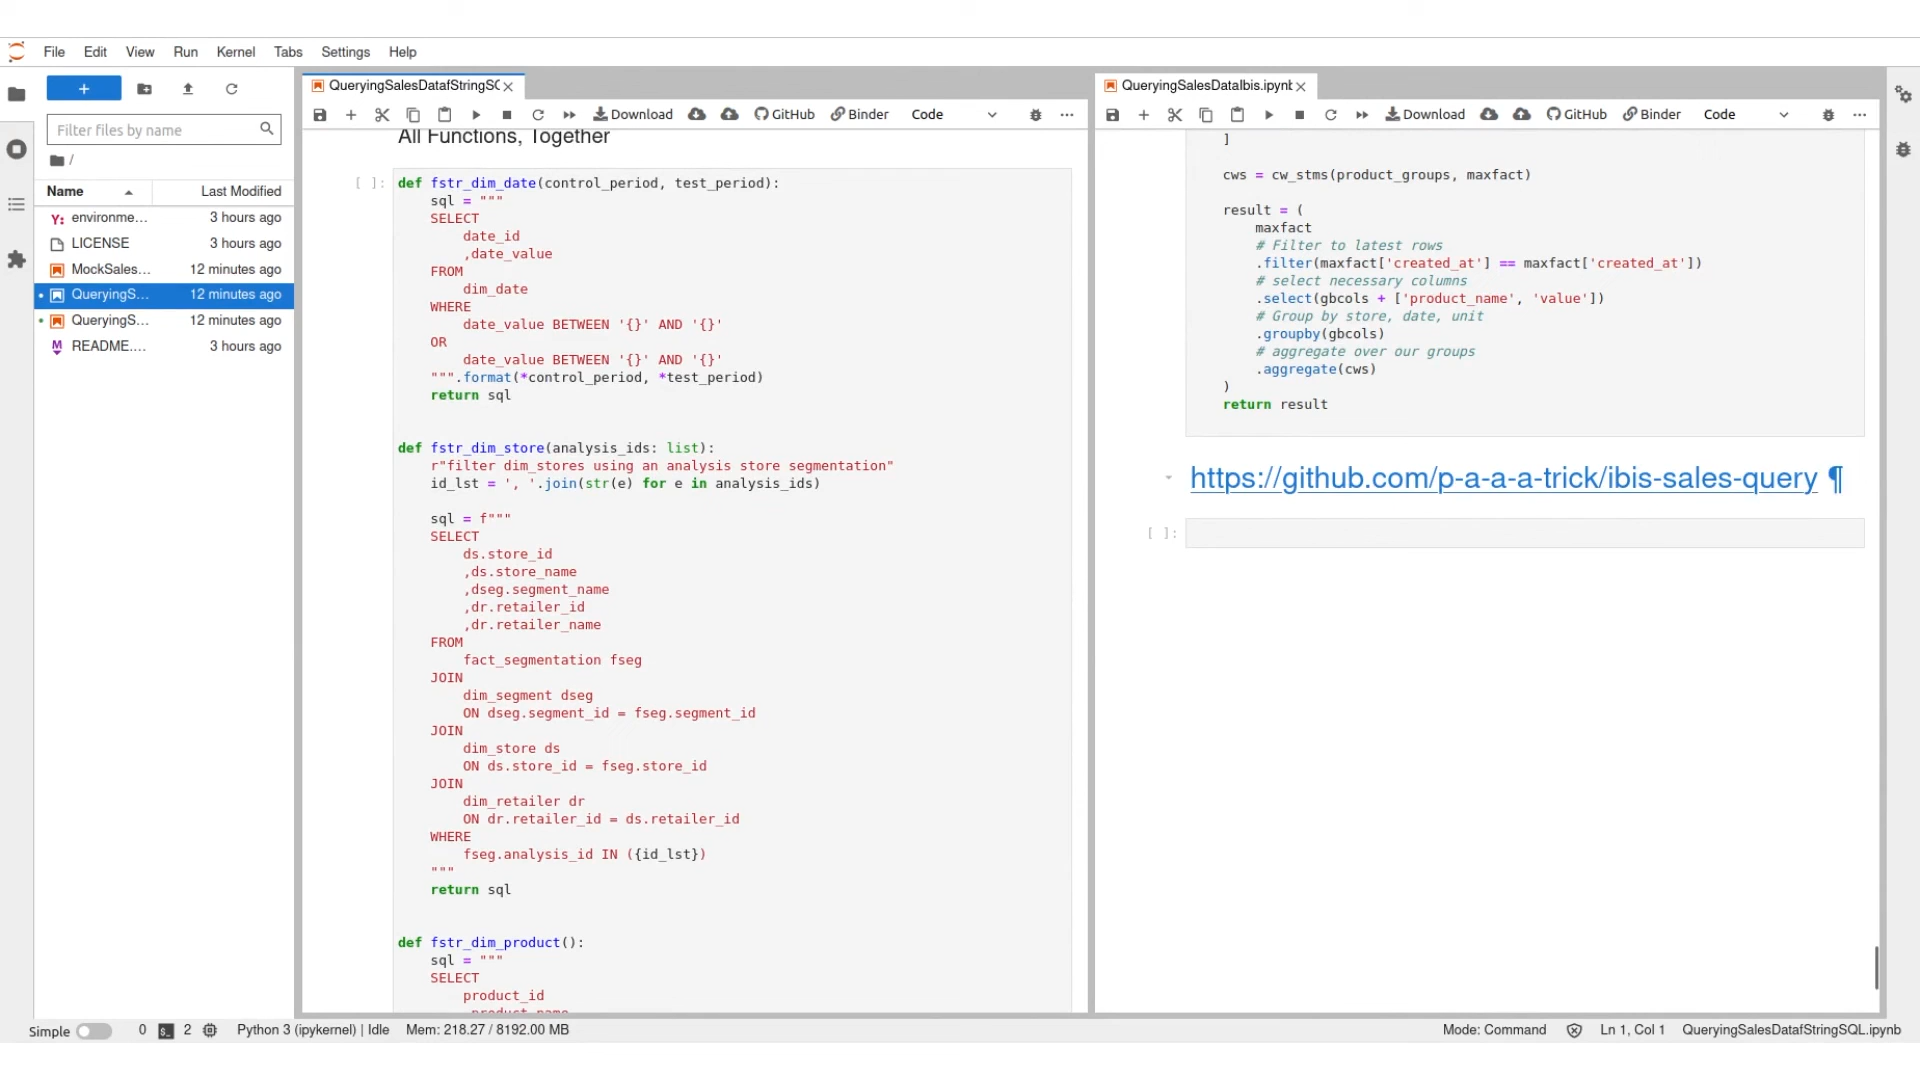 File Edit View Run Kernel Tabs Settings Help
+
Filter files by name
/
Name Last Modified
environme... 3 hours ago
LICENSE 3 hours ago
MockSales... 12 minutes ago
QueryingS... 12 minutes ago
QueryingS... 12 minutes ago
README.... 3 hours ago
QueryingSalesDatafStringSQ
Download GitHub Binder Code
All Functions, Together
[ ]:
def fstr_dim_date(control_period, test_period):
sql = """
SELECT
date_id
,date_value
FROM
dim_date
WHERE
date_value BETWEEN '{}' AND '{}'
OR
date_value BETWEEN '{}' AND '{}'
""".format(*control_period, *test_period)
return sql
def fstr_dim_store(analysis_ids: list):
r"filter dim_stores using an analysis store segmentation"
id_lst = ', '.join(str(e) for e in analysis_ids)
sql = f"""
SELECT
ds.store_id
,ds.store_name
,dseg.segment_name
,dr.retailer_id
,dr.retailer_name
FROM
fact_segmentation fseg
JOIN
dim_segment dseg
ON dseg.segment_id = fseg.segment_id
JOIN
dim_store ds
ON ds.store_id = fseg.store_id
JOIN
dim_retailer dr
ON dr.retailer_id = ds.retailer_id
WHERE
fseg.analysis_id IN ({id_lst})
"""
return sql
def fstr_dim_product():
sql = """
SELECT
product_id
,product_name
QueryingSalesDataIbis.ipynb
Download GitHub Binder Code
]
cws = cw_stms(product_groups, maxfact)
result = (
maxfact
# Filter to latest rows
.filter(maxfact['created_at'] == maxfact['created_at'])
# select necessary columns
.select(gbcols + ['product_name', 'value'])
# Group by store, date, unit
.groupby(gbcols)
# aggregate over our groups
.aggregate(cws)
)
return result
https://github.com/p-a-a-a-trick/ibis-sales-query ¶
[ ]:
Simple 0 2 Python 3 (ipykernel) | Idle Mem: 218.27 / 8192.00 MB Mode: Command Ln 1, Col 1 QueryingSalesDatafStringSQL.ipynb